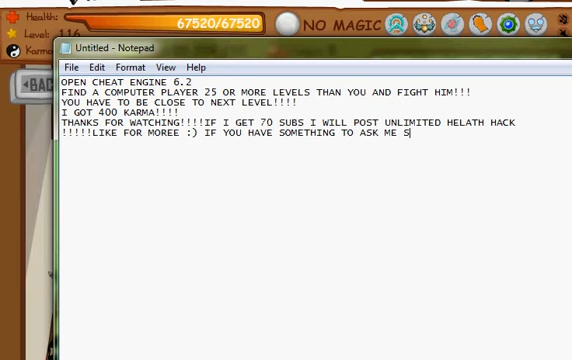 Health:
67520/67520
NO MAGIC
Level: 116
Karma
Untitled - Notepad
File Edit Format View Help
BAC
OPEN CHEAT ENGINE 6.2
FIND A COMPUTER PLAYER 25 OR MORE LEVELS THAN YOU AND FIGHT HIM!!!
YOU HAVE TO BE CLOSE TO NEXT LEVEL!!!!
I GOT 400 KARMA!!!!
THANKS FOR WATCHING!!!!IF I GET 70 SUBS I WILL POST UNLIMITED HELATH HACK
!!!!!LIKE FOR MOREE :) IF YOU HAVE SOMETHING TO ASK ME S